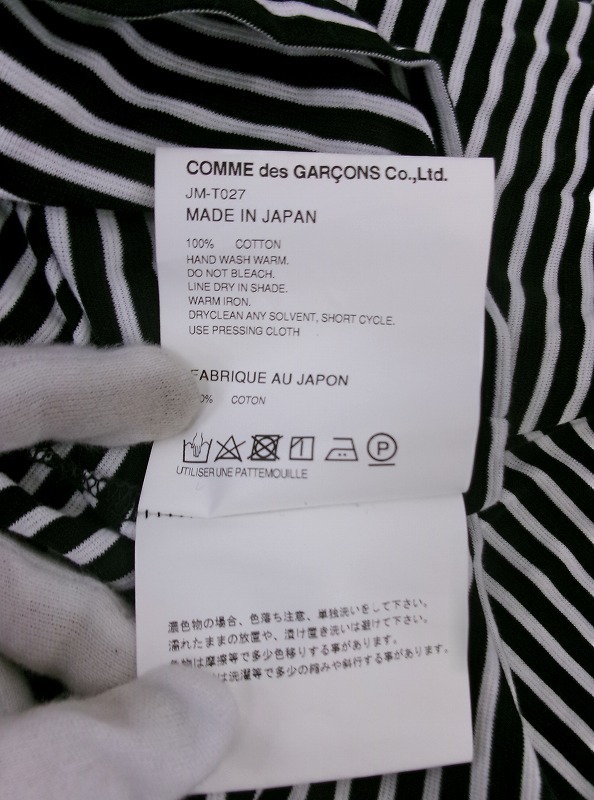 COMME des GARÇONS Co.,Ltd.
JM-T027
MADE IN JAPAN
100% COTTON
HAND WASH WARM.
DO NOT BLEACH.
LINE DRY IN SHADE.
WARM IRON.
DRYCLEAN ANY SOLVENT, SHORT CYCLE.
USE PRESSING CLOTH
FABRIQUE AU JAPON
0% COTON
P
UTILISER UNE PATTEMOUILLE
濃色物の場合、色落ち注意、単独洗いをして下さい。
濡れたままの放置や、漬け置き洗いは避けて下さい。
色物は摩擦等で多少色移りする事があります。
は洗濯等で多少の縮みや斜行する事があります。